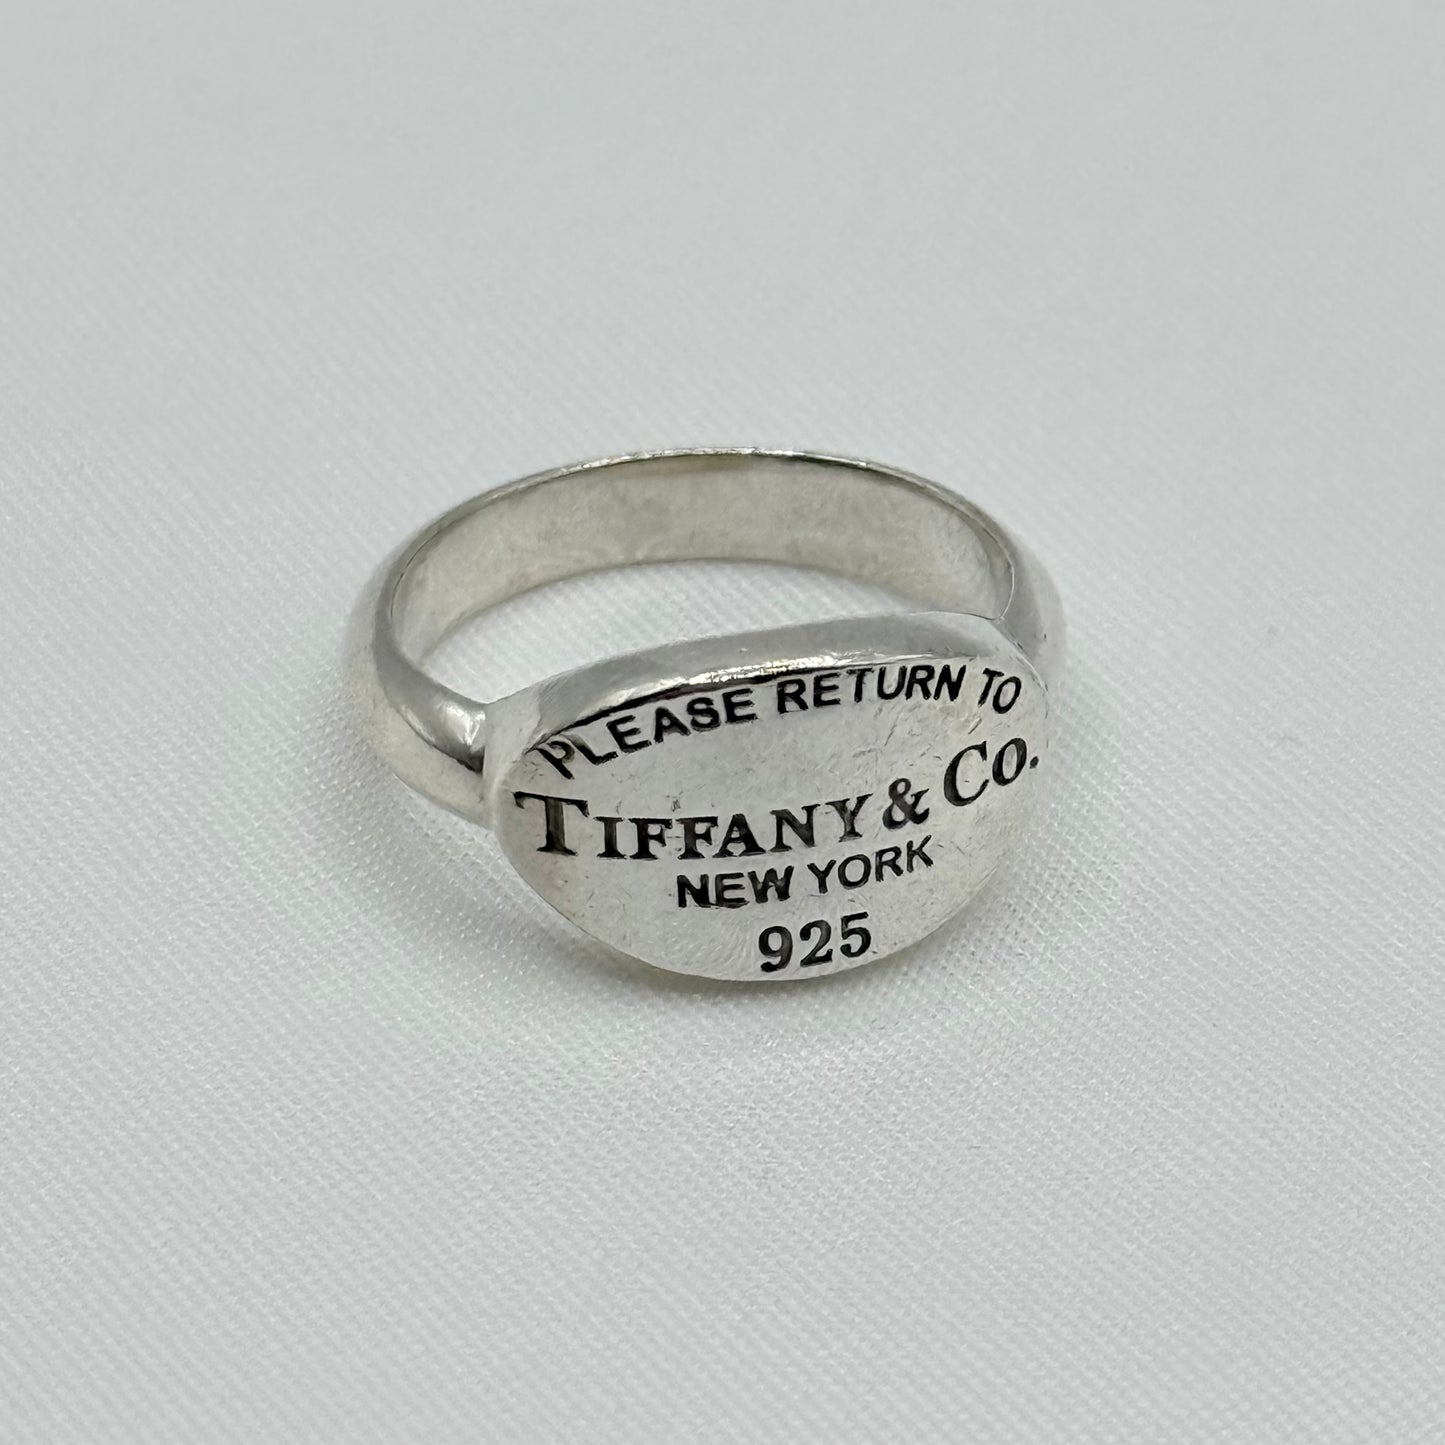 PLEASE RETURN TO
TIFFANY & CO.
NEW YORK
925